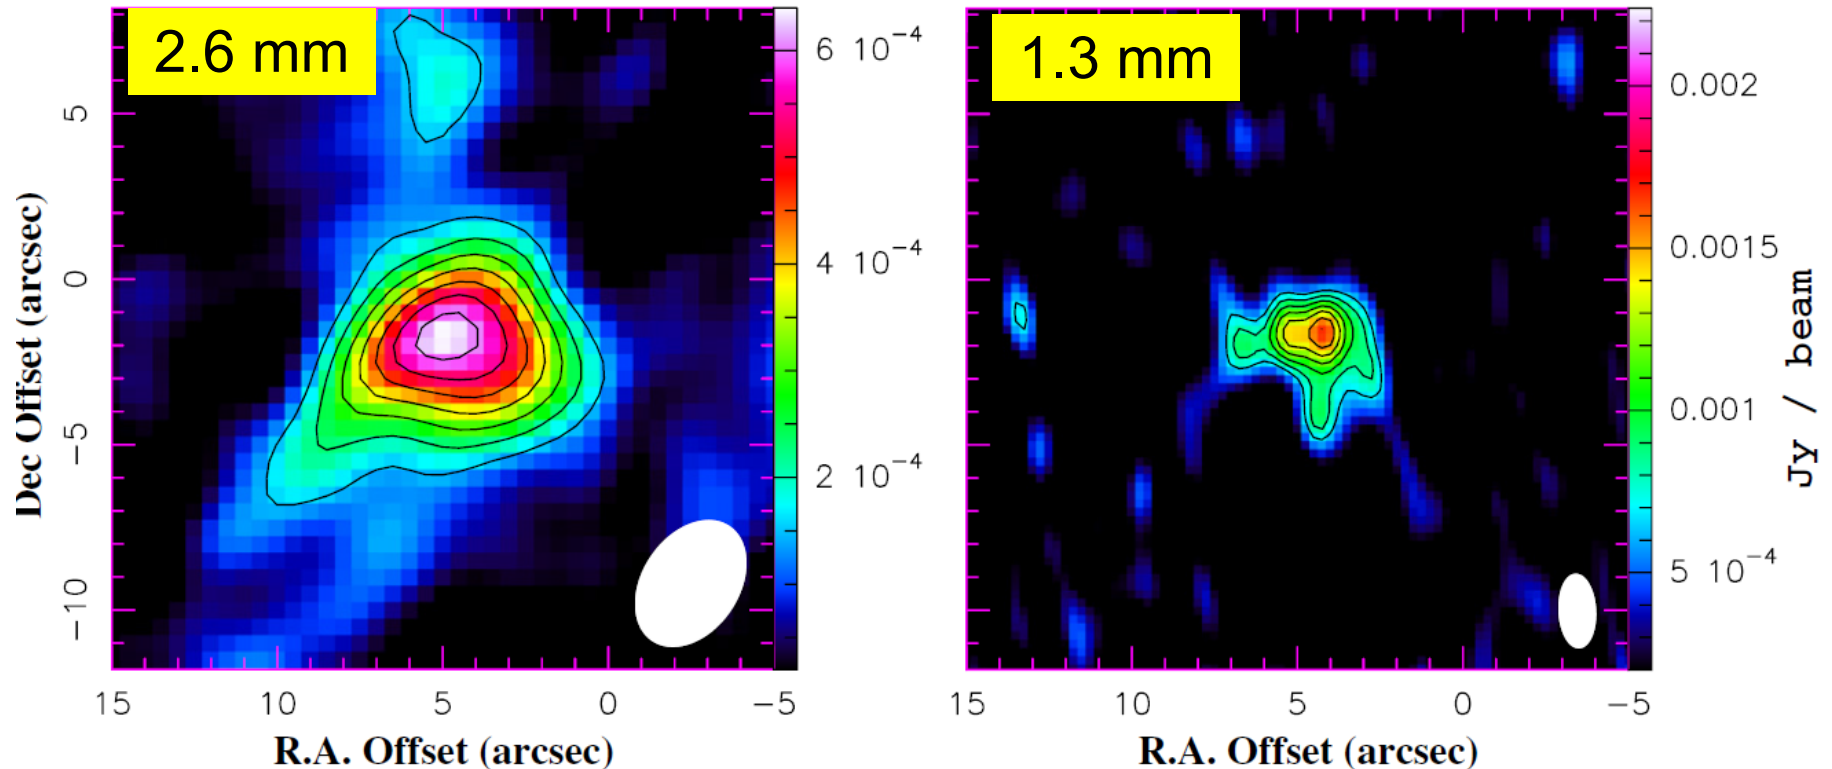 2.6 mm
1.3 mm
6 10⁻⁴
4 10⁻⁴
2 10⁻⁴
0.002
0.0015
0.001
5 10⁻⁴
Jy / beam
Dec Offset (arcsec)
5
0
−5
−10
15 10 5 0 −5
15 10 5 0 −5
R.A. Offset (arcsec)
R.A. Offset (arcsec)